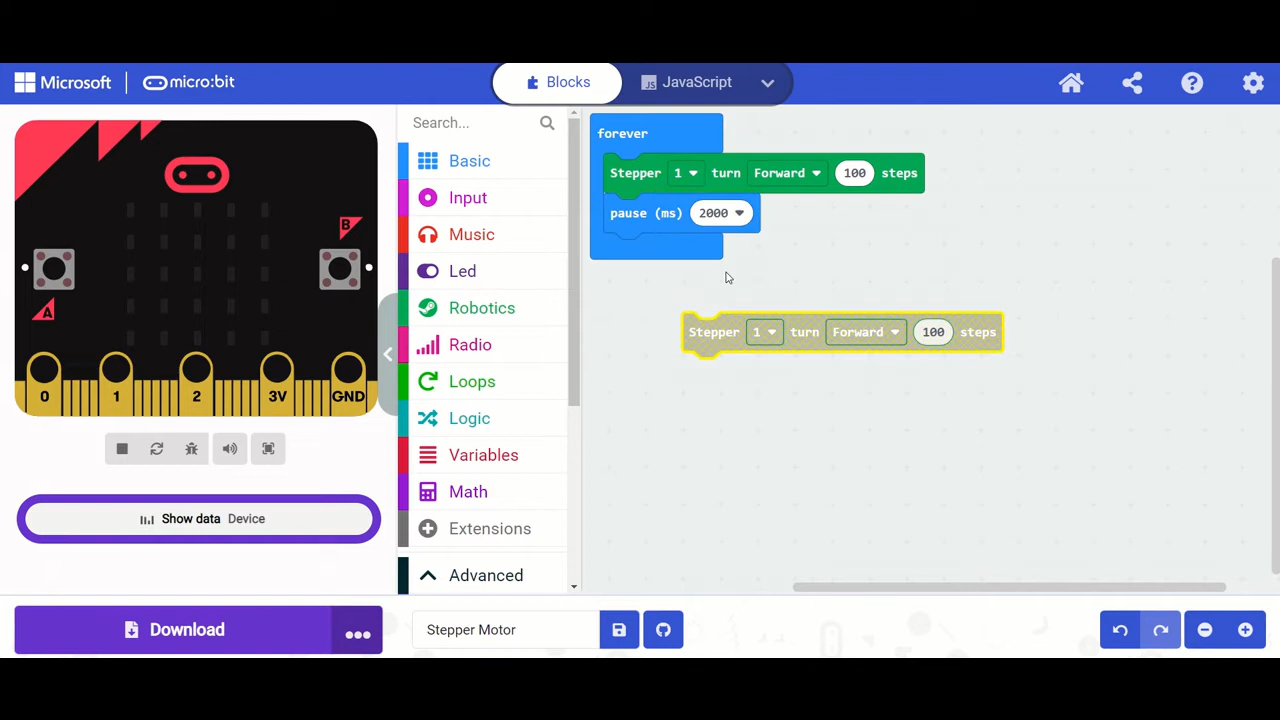 Microsoft micro:bit Blocks JavaScript
Search...
Basic
Input
Music
Led
Robotics
Radio
Loops
Logic
Variables
Math
Extensions
Advanced
A
B
0 1 2 3V GND
Show data Device
forever
Stepper 1 turn Forward 100 steps
pause (ms) 2000
Stepper 1 turn Forward 100 steps
Download
Stepper Motor